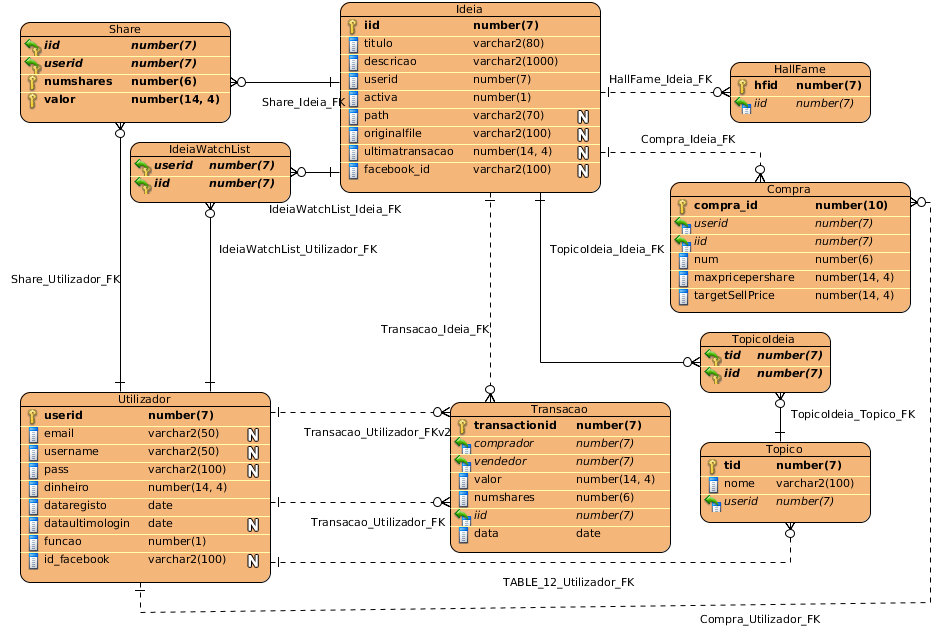 Share
iid number(7)
userid number(7)
numshares number(6)
valor number(14, 4)
Ideia
iid number(7)
titulo varchar2(80)
descricao varchar2(1000)
userid number(7)
activa number(1)
path varchar2(70) N
originalfile varchar2(100) N
ultimatransacao number(14, 4) N
facebook_id varchar2(100) N
HallFame_Ideia_FK
HallFame
hfid number(7)
iid number(7)
Share_Ideia_FK
Compra_Ideia_FK
IdeiaWatchList
userid number(7)
iid number(7)
IdeiaWatchList_Ideia_FK
Compra
compra_id number(10)
userid number(7)
iid number(7)
num number(6)
maxpricepershare number(14, 4)
targetSellPrice number(14, 4)
IdeiaWatchList_Utilizador_FK
TopicoIdeia_Ideia_FK
Share_Utilizador_FK
Transacao_Ideia_FK
TopicoIdeia
tid number(7)
iid number(7)
Utilizador
userid number(7)
email varchar2(50) N
username varchar2(50) N
pass varchar2(100) N
dinheiro number(14, 4)
dataregisto date
dataultimologin date N
funcao number(1)
id_facebook varchar2(100) N
Transacao_Utilizador_FKv2
Transacao_Utilizador_FK
Transacao
transactionid number(7)
comprador number(7)
vendedor number(7)
valor number(14, 4)
numshares number(6)
iid number(7)
data date
TopicoIdeia_Topico_FK
Topico
tid number(7)
nome varchar2(100)
userid number(7)
TABLE_12_Utilizador_FK
Compra_Utilizador_FK